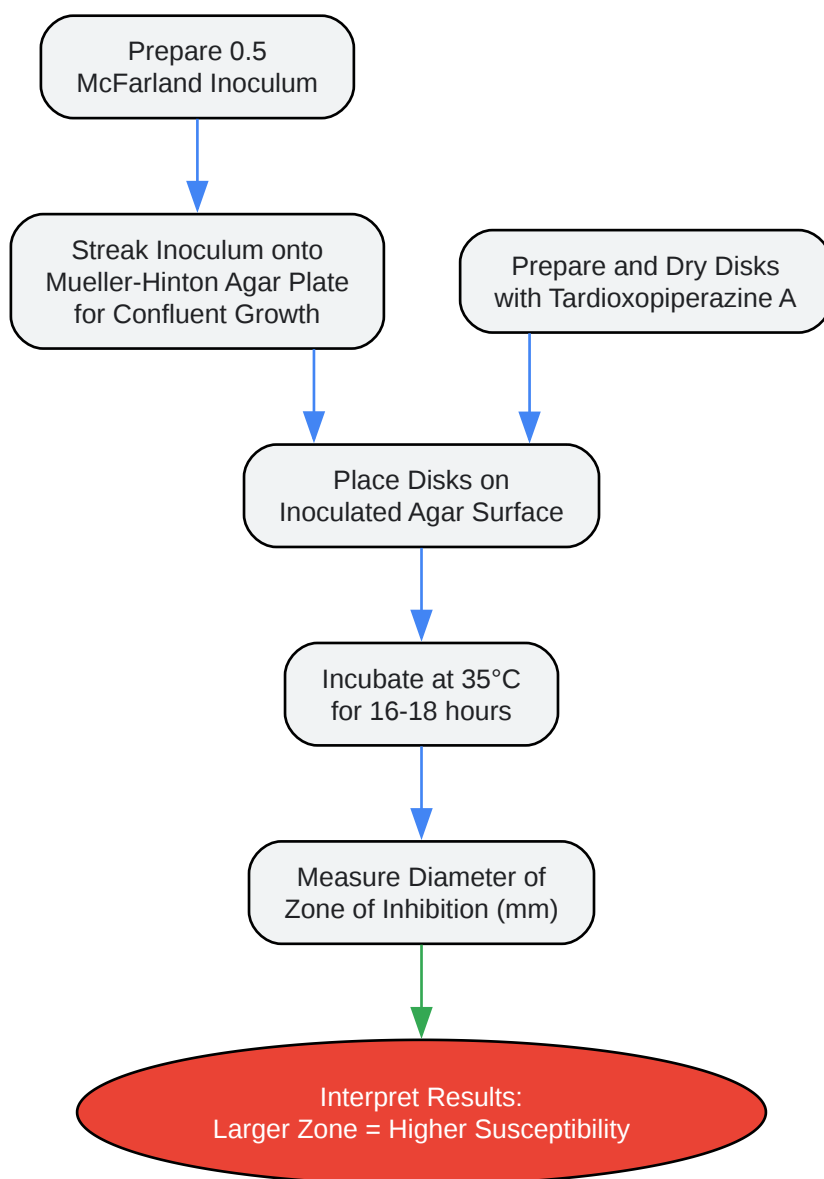 Prepare 0.5
McFarland Inoculum
Streak Inoculum onto
Mueller-Hinton Agar Plate
for Confluent Growth
Prepare and Dry Disks
with Tardioxopiperazine A
Place Disks on
Inoculated Agar Surface
Incubate at 35°C
for 16-18 hours
Measure Diameter of
Zone of Inhibition (mm)
Interpret Results:
Larger Zone = Higher Susceptibility